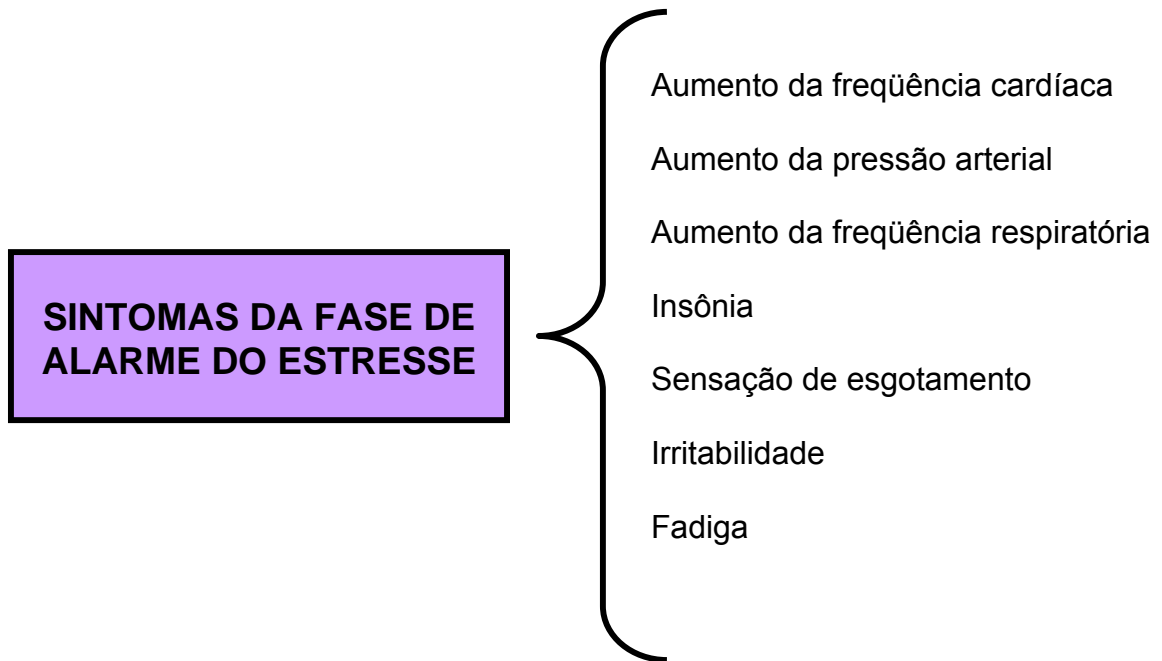 SINTOMAS DA FASE DE
ALARME DO ESTRESSE
Aumento da freqüência cardíaca
Aumento da pressão arterial
Aumento da freqüência respiratória
Insônia
Sensação de esgotamento
Irritabilidade
Fadiga